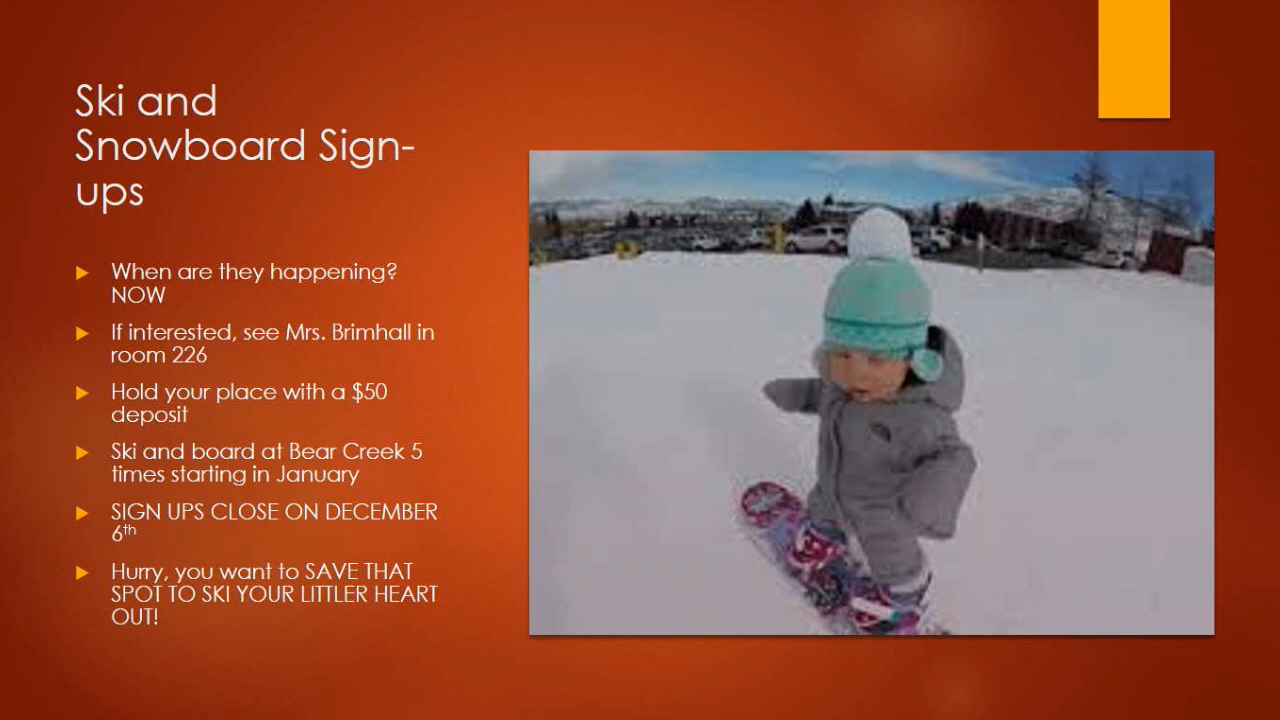 Ski and
Snowboard Sign-
ups
When are they happening?
NOW
If interested, see Mrs. Brimhall in
room 226
Hold your place with a $50
deposit
Ski and board at Bear Creek 5
times starting in January
SIGN UPS CLOSE ON DECEMBER
6th
Hurry, you want to SAVE THAT
SPOT TO SKI YOUR LITTLER HEART
OUT!